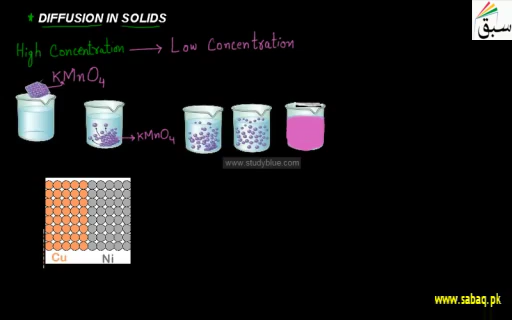 * DIFFUSION IN SOLIDS
سبق
High Concentration → Low Concentration
KMnO4
KMnO4
www.studyblue.com
Cu Ni
www.sabaq.pk